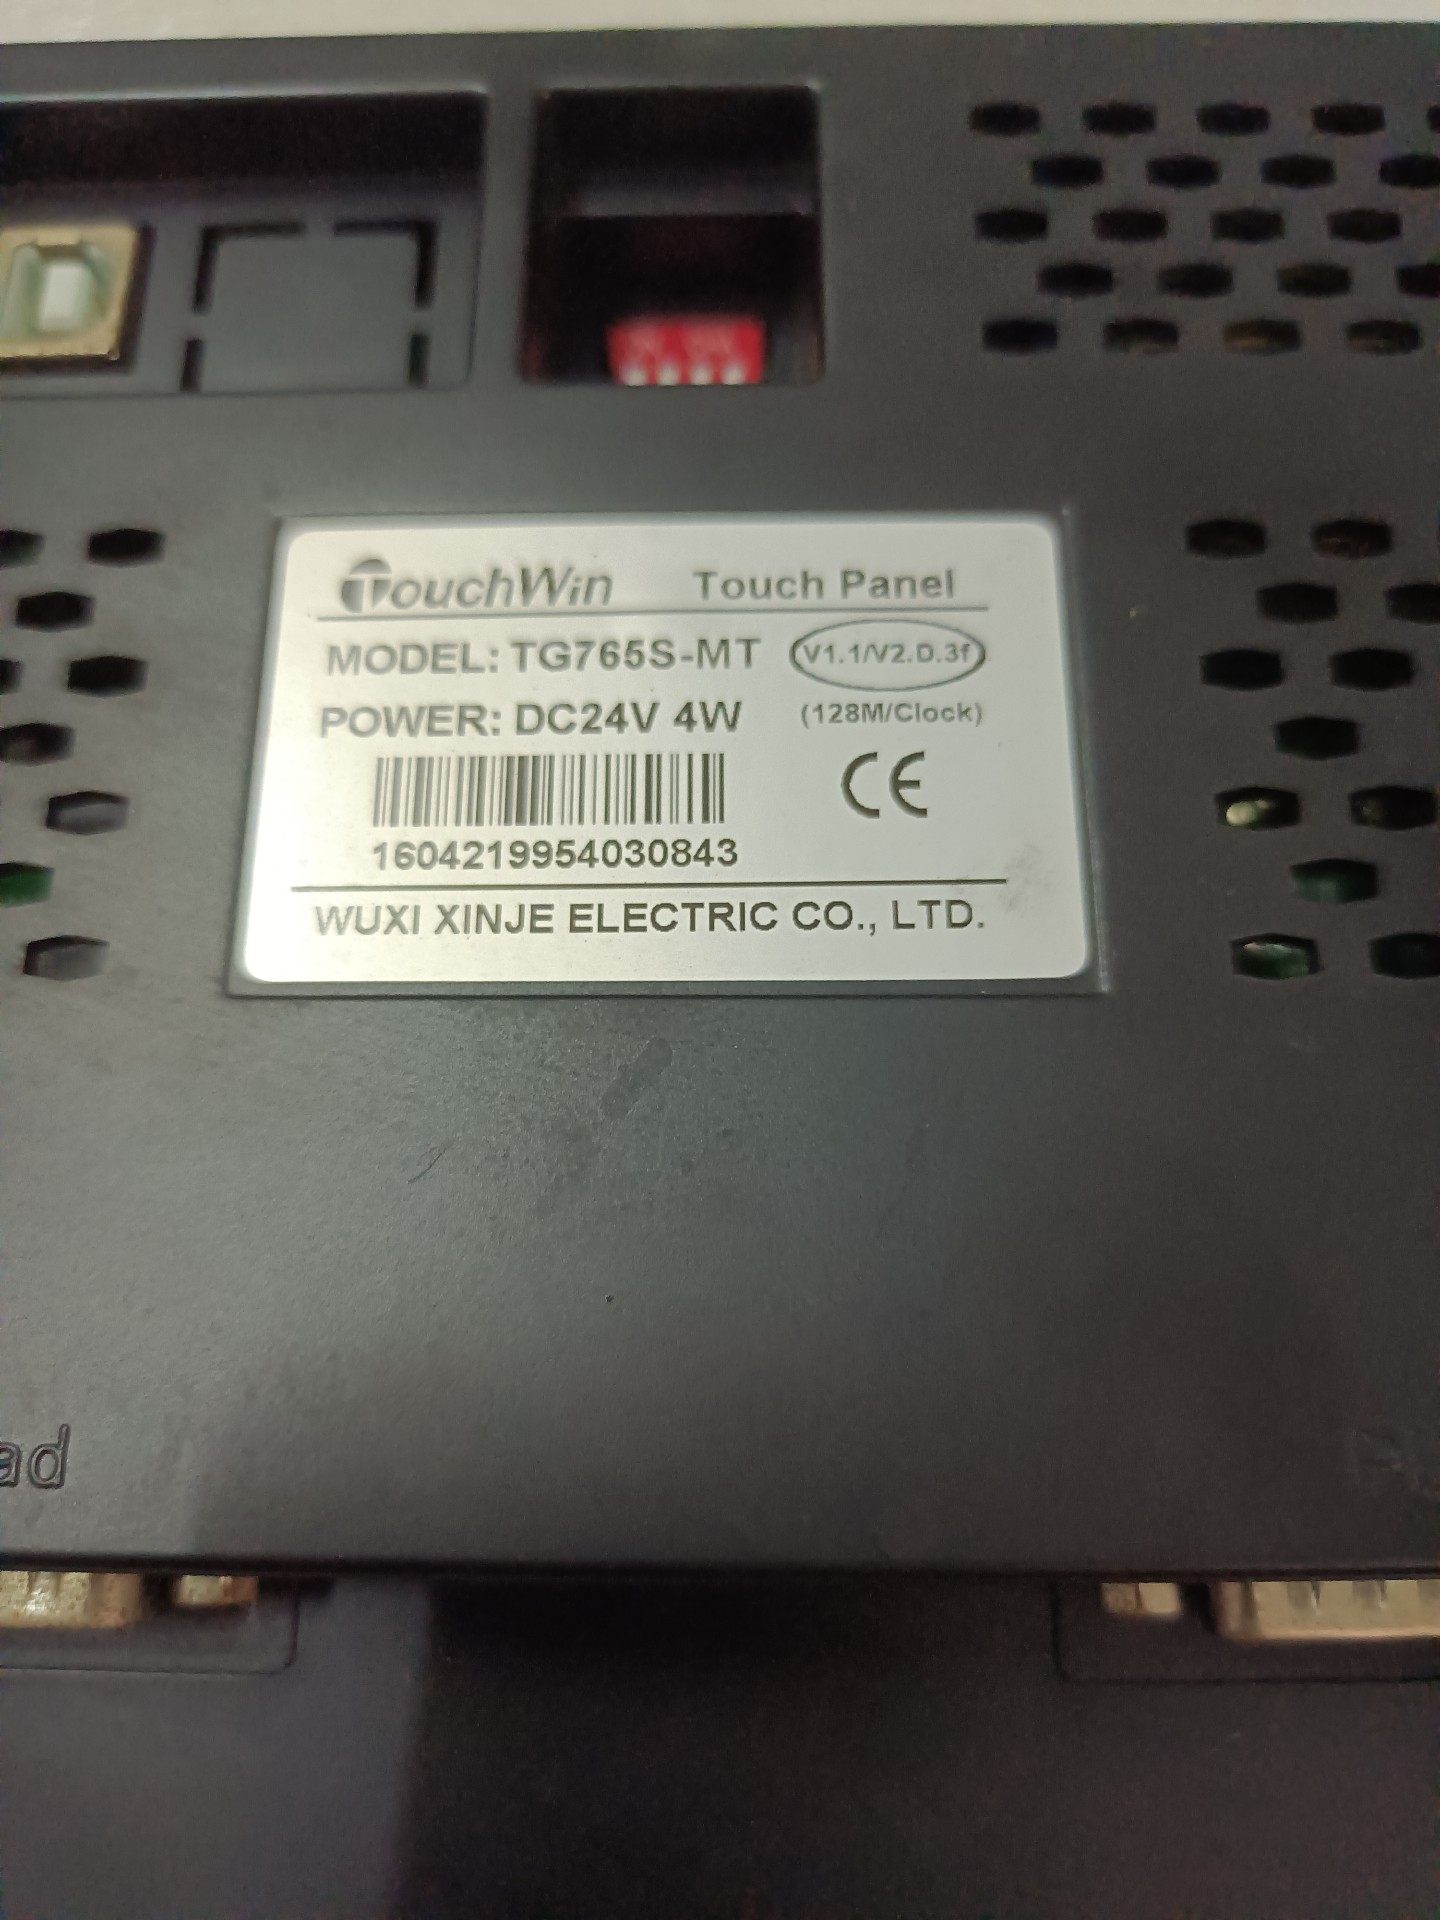 TouchWin Touch Panel
MODEL: TG765S-MT V1.1/V2.D.3f
POWER: DC24V 4W (128M/Clock)
CE
1604219954030843
WUXI XINJE ELECTRIC CO., LTD.
ad